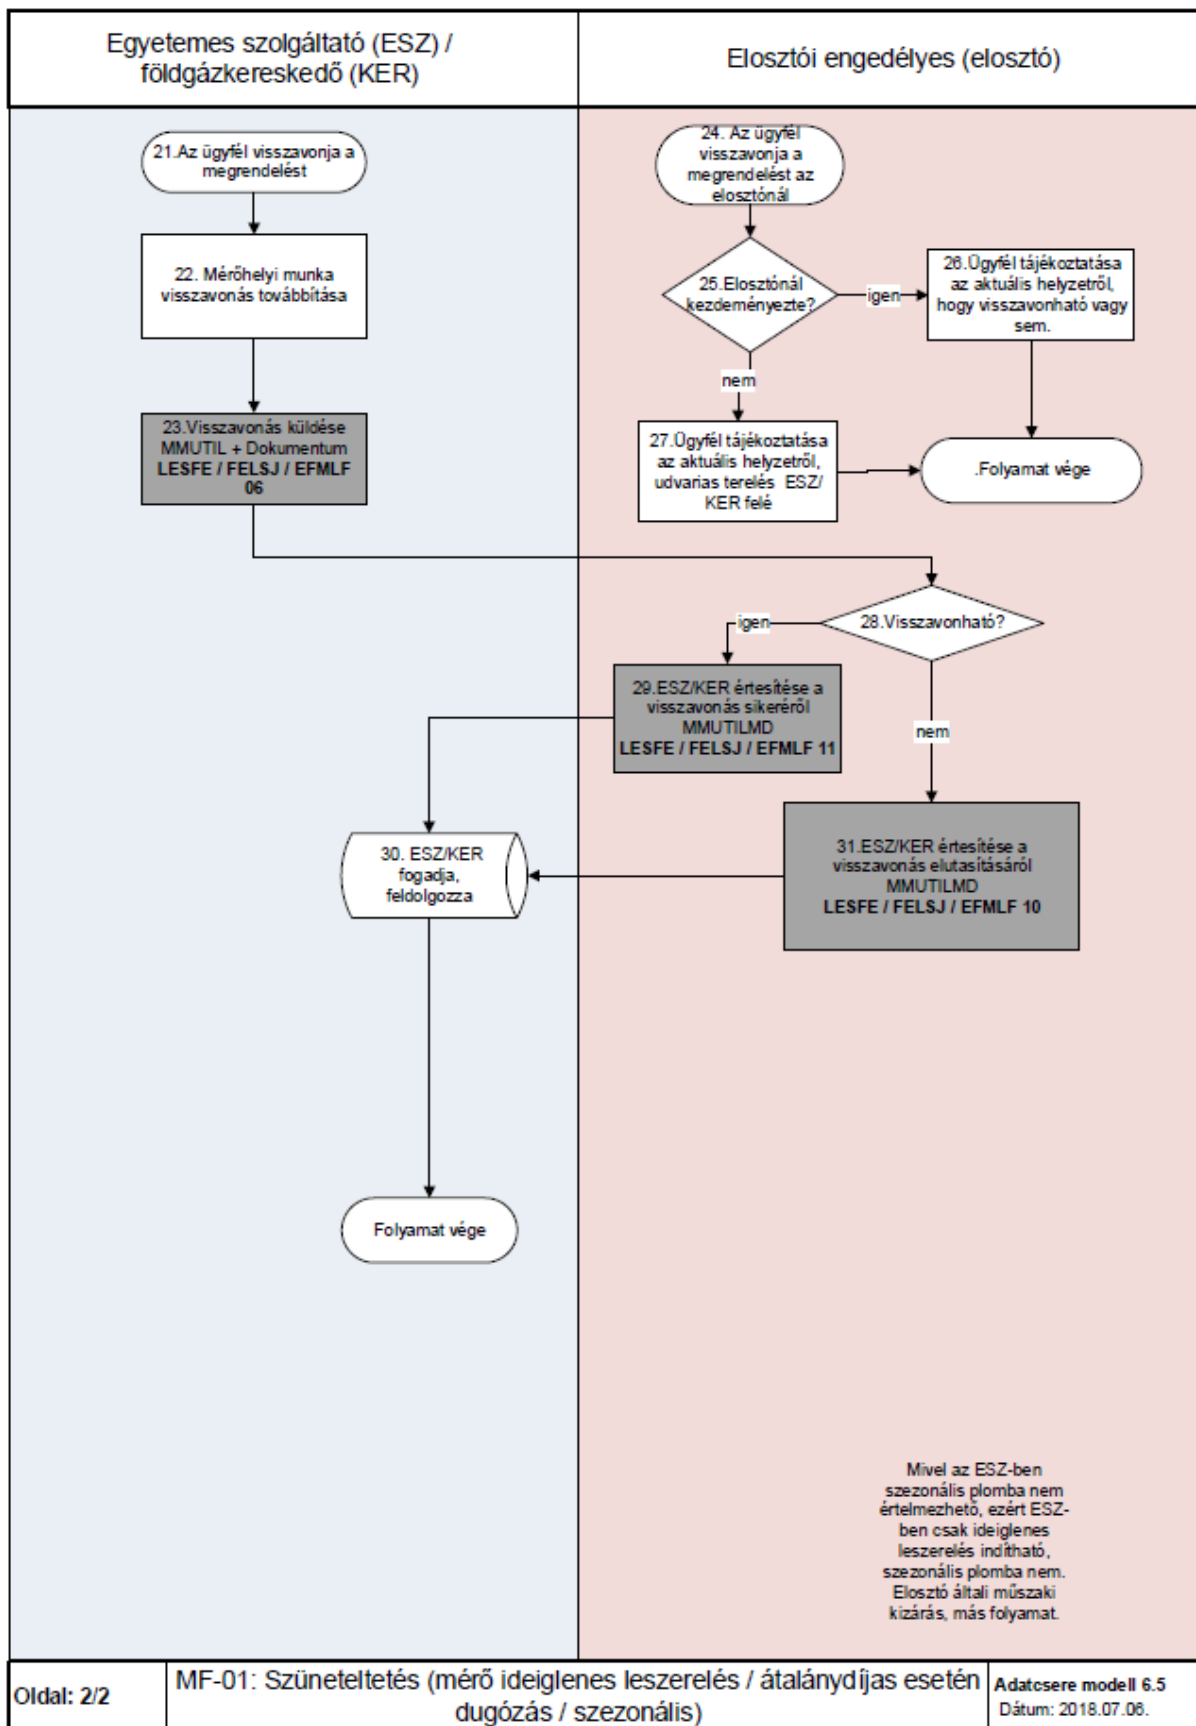 Egyetemes szolgáltató (ESZ) /
földgázkereskedő (KER)
Elosztói engedélyes (elosztó)
21.Az ügyfél visszavonja a
megrendelést
22. Mérőhelyi munka
visszavonás továbbítása
23.Visszavonás küldése
MMUTIL + Dokumentum
LESFE / FELSJ / EFMLF
06
24. Az ügyfél
visszavonja a
megrendelést az
elosztónál
25.Elosztónál
kezdeményezte?
igen
26.Ügyfél tájékoztatása
az aktuális helyzetről,
hogy visszavonható vagy
sem.
nem
27.Ügyfél tájékoztatása
az aktuális helyzetről,
udvarias terelés ESZ/
KER felé
.Folyamat vége
28.Visszavonható?
igen
29.ESZ/KER értesítése a
visszavonás sikeréről
MMUTILMD
LESFE / FELSJ / EFMLF 11
nem
30. ESZ/KER
fogadja,
feldolgozza
31.ESZ/KER értesítése a
visszavonás elutasításáról
MMUTILMD
LESFE / FELSJ / EFMLF 10
Folyamat vége
Mivel az ESZ-ben
szezonális plomba nem
értelmezhető, ezért ESZ-
ben csak ideiglenes
leszerelés indítható,
szezonális plomba nem.
Elosztó általi műszaki
kizárás, más folyamat.
Oldal: 2/2
MF-01: Szüneteltetés (mérő ideiglenes leszerelés / átalánydíjas esetén
dugózás / szezonális)
Adatcsere modell 6.5
Dátum: 2018.07.06.